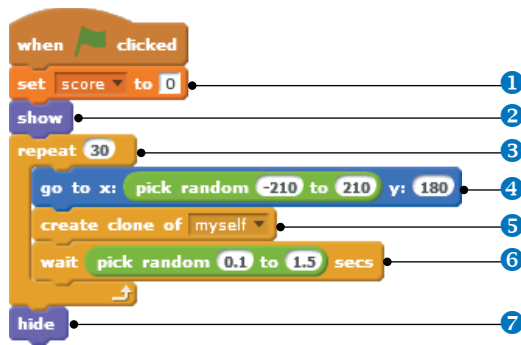 when clicked
set score to 0 1
show 2
repeat 30 3
go to x: pick random -210 to 210 y: 180 4
create clone of myself 5
wait pick random 0.1 to 1.5 secs 6
hide 7